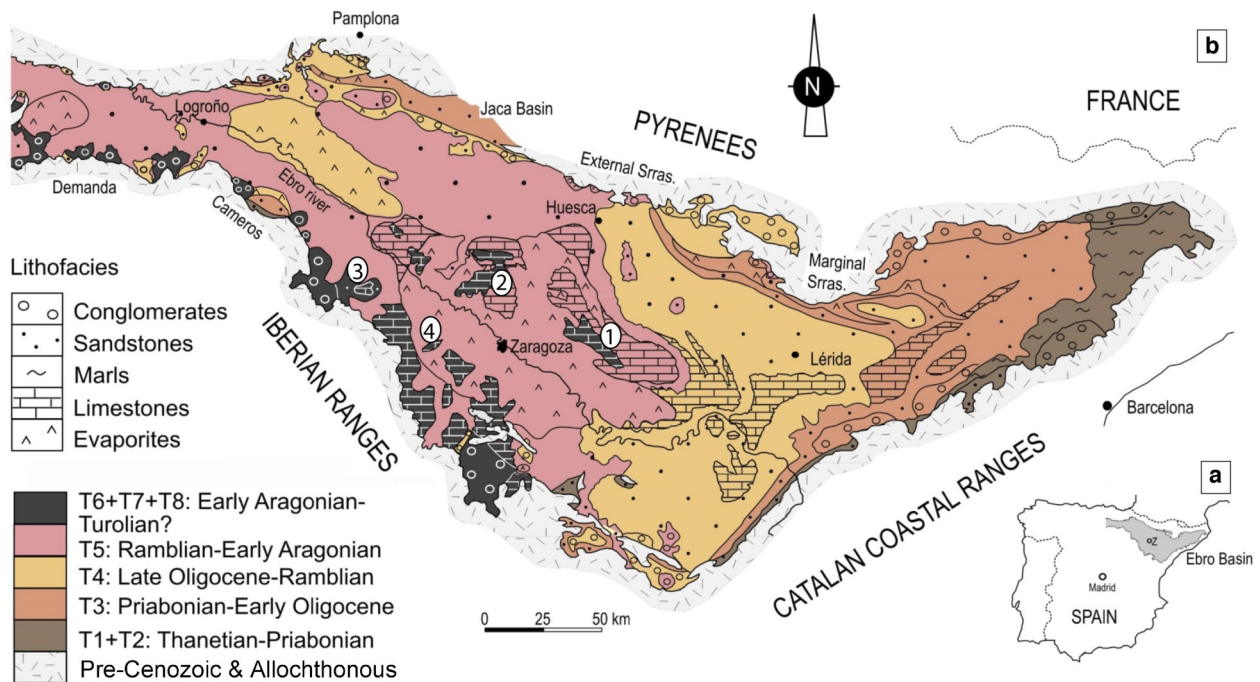 Pamplona
b
N
Jaca Basin
FRANCE
Logroño
PYRENEES
External Srras.
Demanda
Ebro river
Huesca
Cameros
Marginal
Srras.
Lithofacies
Conglomerates
Sandstones
Marls
Limestones
Evaporites
3
2
4
1
Zaragoza
Lérida
IBERIAN RANGES
Barcelona
CATALAN COASTAL RANGES
T6+T7+T8: Early Aragonian-
Turolian?
T5: Ramblian-Early Aragonian
T4: Late Oligocene-Ramblian
T3: Priabonian-Early Oligocene
T1+T2: Thanetian-Priabonian
Pre-Cenozoic & Allochthonous
0 25 50 km
a
Z
Ebro Basin
Madrid
SPAIN